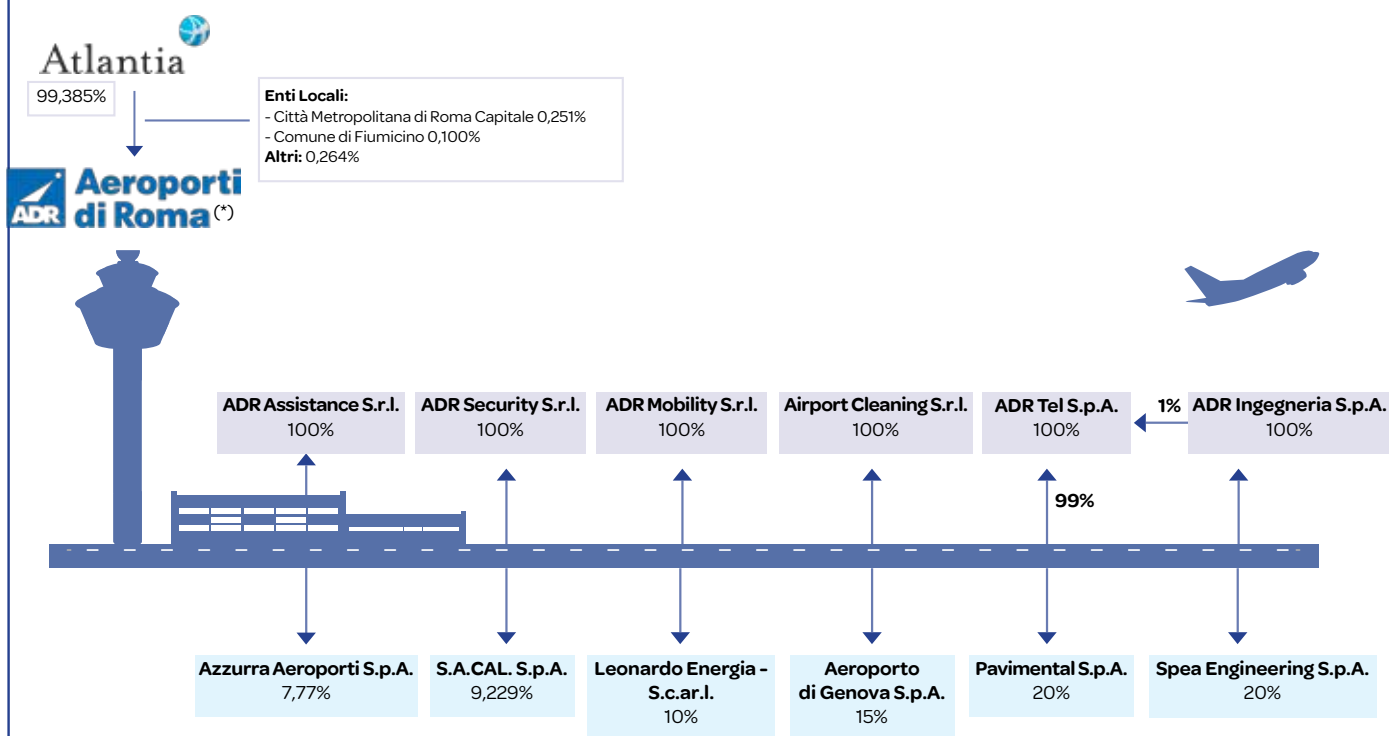 Atlantia
99,385%
Enti Locali:
- Città Metropolitana di Roma Capitale 0,251%
- Comune di Fiumicino 0,100%
Altri: 0,264%
ADR Aeroporti
di Roma (*)
ADR Assistance S.r.l.
100%
ADR Security S.r.l.
100%
ADR Mobility S.r.l.
100%
Airport Cleaning S.r.l.
100%
ADR Tel S.p.A.
100%
1%
ADR Ingegneria S.p.A.
100%
99%
Azzurra Aeroporti S.p.A.
7,77%
S.A.CAL. S.p.A.
9,229%
Leonardo Energia -
S.c.ar.l.
10%
Aeroporto
di Genova S.p.A.
15%
Pavimental S.p.A.
20%
Spea Engineering S.p.A.
20%